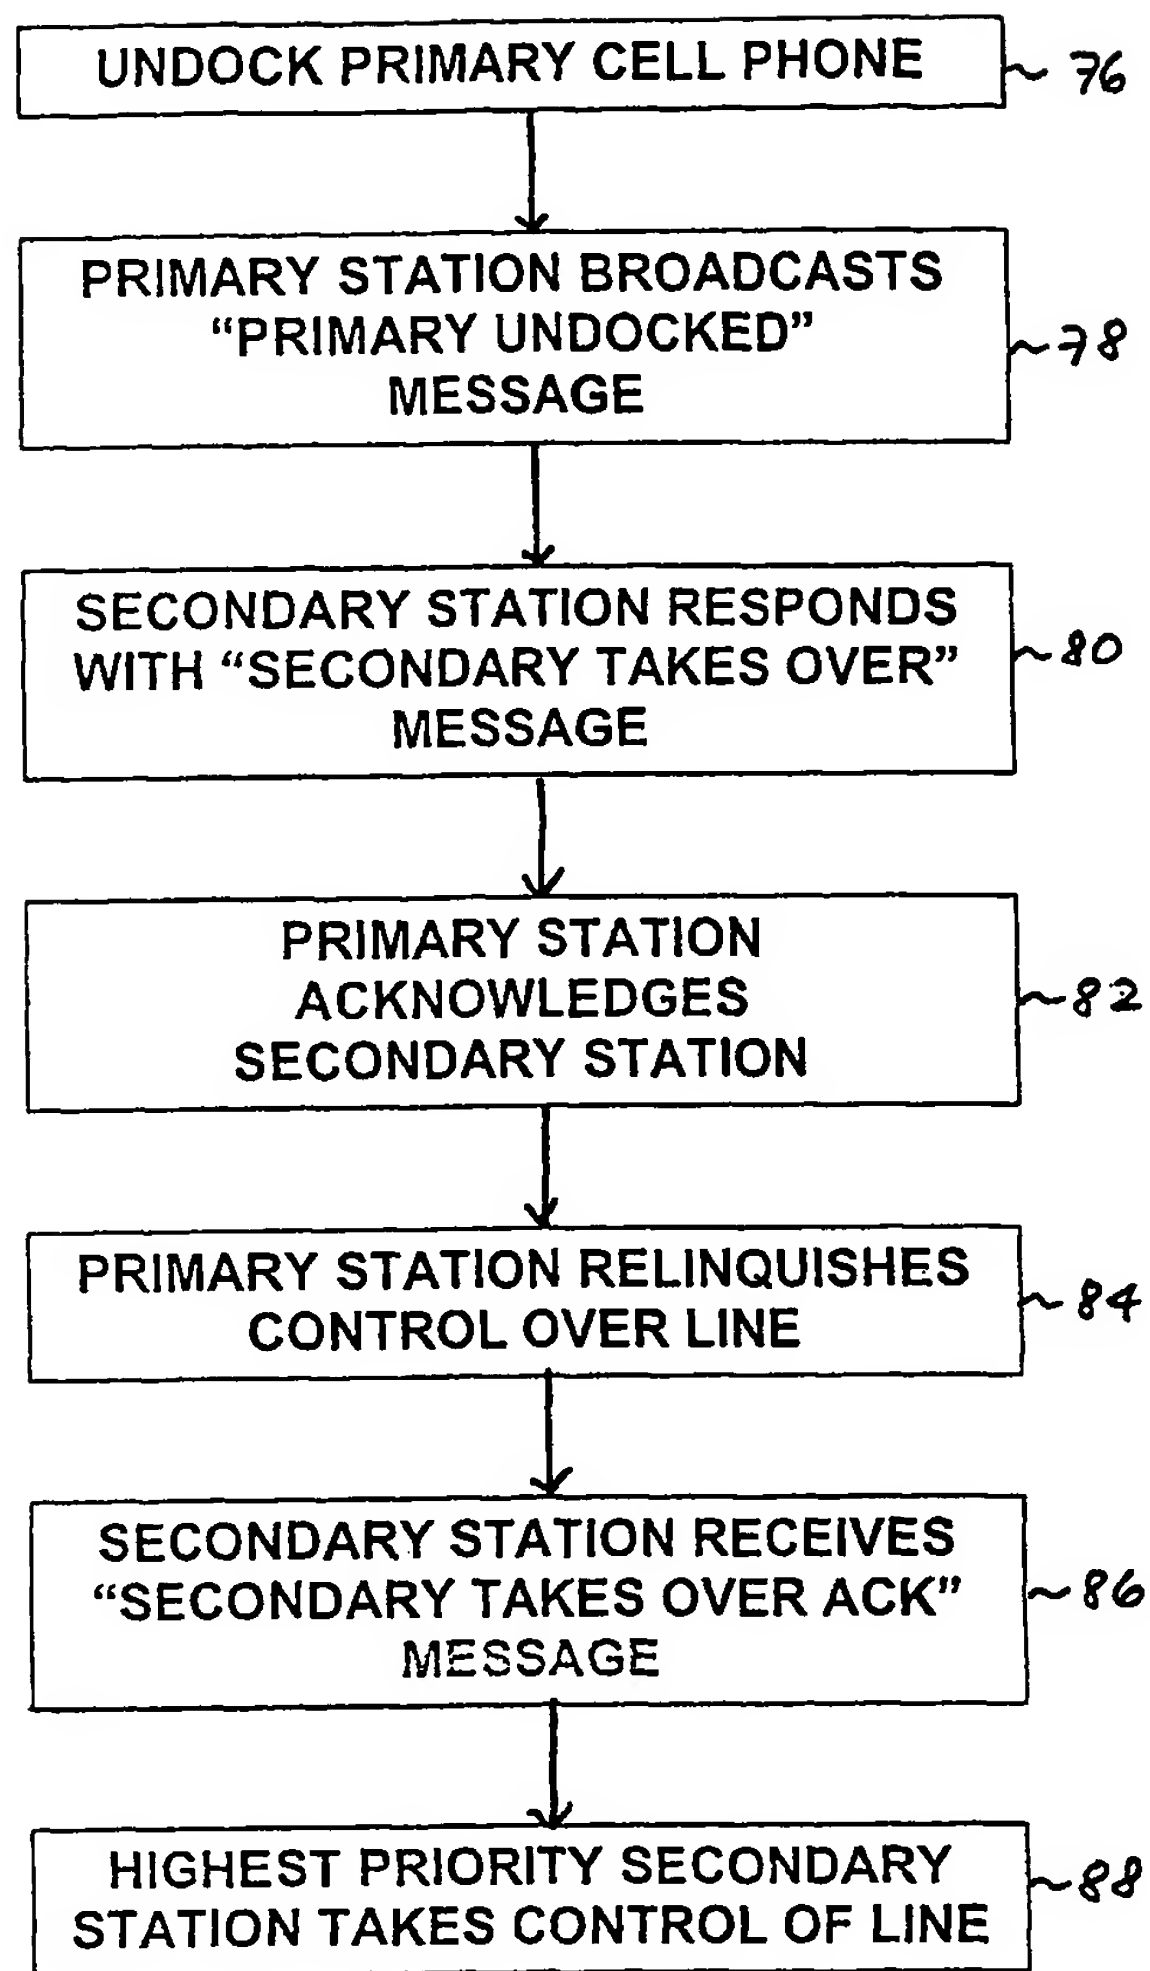 UNDOCK PRIMARY CELL PHONE
76
PRIMARY STATION BROADCASTS
“PRIMARY UNDOCKED”
MESSAGE
78
SECONDARY STATION RESPONDS
WITH “SECONDARY TAKES OVER”
MESSAGE
80
PRIMARY STATION
ACKNOWLEDGES
SECONDARY STATION
82
PRIMARY STATION RELINQUISHES
CONTROL OVER LINE
84
SECONDARY STATION RECEIVES
“SECONDARY TAKES OVER ACK”
MESSAGE
86
HIGHEST PRIORITY SECONDARY
STATION TAKES CONTROL OF LINE
88